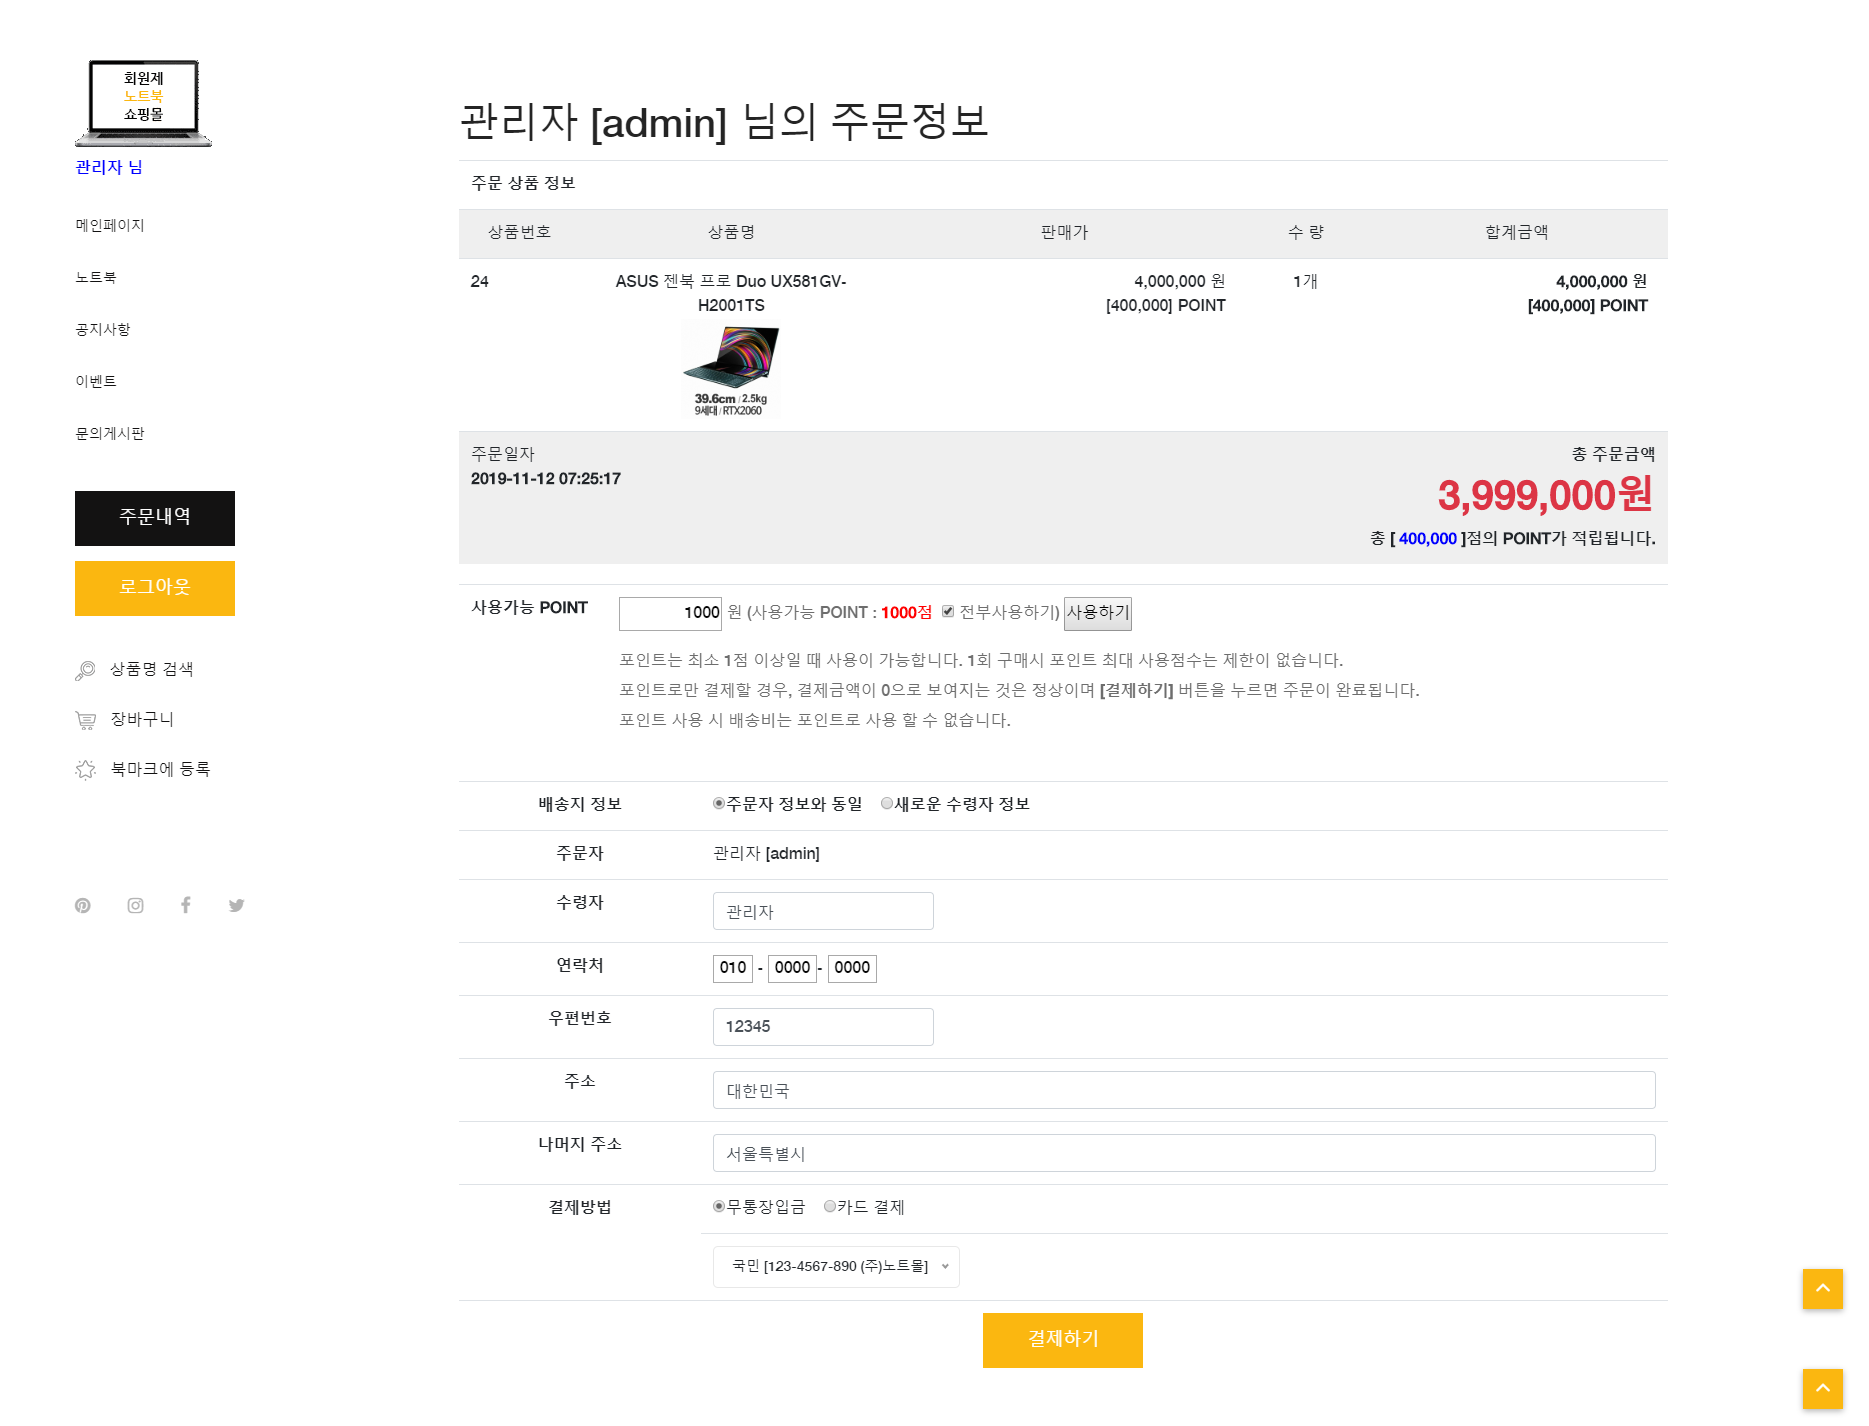 회원제
노트북
쇼핑몰
관리자 님
메인페이지
노트북
공지사항
이벤트
문의게시판
주문내역
로그아웃
상품명 검색
장바구니
북마크에 등록
관리자 [admin] 님의 주문정보
주문 상품 정보
상품번호 상품명 판매가 수 량 합계금액
24 ASUS 젠북 프로 Duo UX581GV- 4,000,000 원 1개 4,000,000 원
H2001TS [400,000] POINT [400,000] POINT
39.6cm / 2.5kg
9세대 / RTX2060
주문일자 총 주문금액
2019-11-12 07:25:17
3,999,000원
총 [ 400,000 ]점의 POINT가 적립됩니다.
사용가능 POINT 1000 원 (사용가능 POINT : 1000점 전부사용하기) 사용하기
포인트는 최소 1점 이상일 때 사용이 가능합니다. 1회 구매시 포인트 최대 사용점수는 제한이 없습니다.
포인트로만 결제할 경우, 결제금액이 0으로 보여지는 것은 정상이며 [결제하기] 버튼을 누르면 주문이 완료됩니다.
포인트 사용 시 배송비는 포인트로 사용 할 수 없습니다.
배송지 정보 주문자 정보와 동일 새로운 수령자 정보
주문자 관리자 [admin]
수령자 관리자
연락처 010 - 0000 - 0000
우편번호 12345
주소 대한민국
나머지 주소 서울특별시
결제방법 무통장입금 카드 결제
국민 [123-4567-890 (주)노트몰]
결제하기